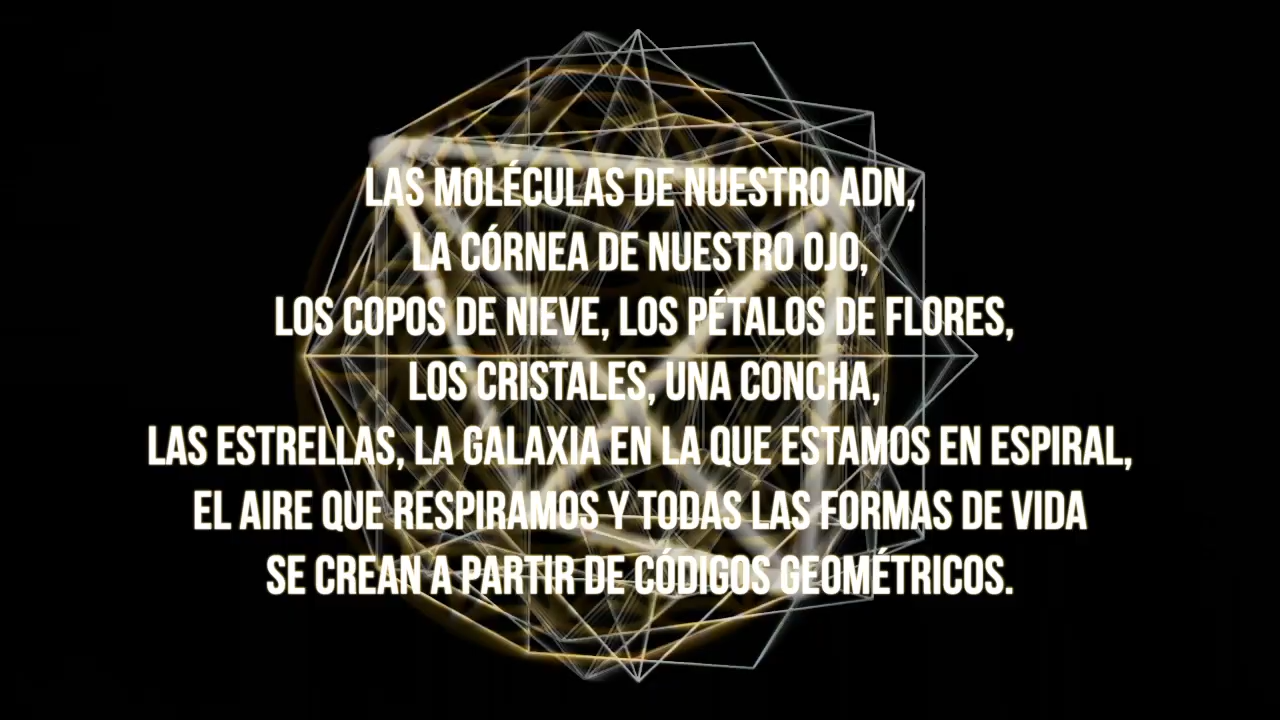 LAS MOLÉCULAS DE NUESTRO ADN,
LA CÓRNEA DE NUESTRO OJO,
LOS COPOS DE NIEVE, LOS PÉTALOS DE FLORES,
LOS CRISTALES, UNA CONCHA,
LAS ESTRELLAS, LA GALAXIA EN LA QUE ESTAMOS EN ESPIRAL,
EL AIRE QUE RESPIRAMOS Y TODAS LAS FORMAS DE VIDA
SE CREAN A PARTIR DE CÓDIGOS GEOMÉTRICOS.